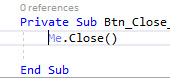 0 references
Private Sub Btn_Close_
Me.Close()
End Sub